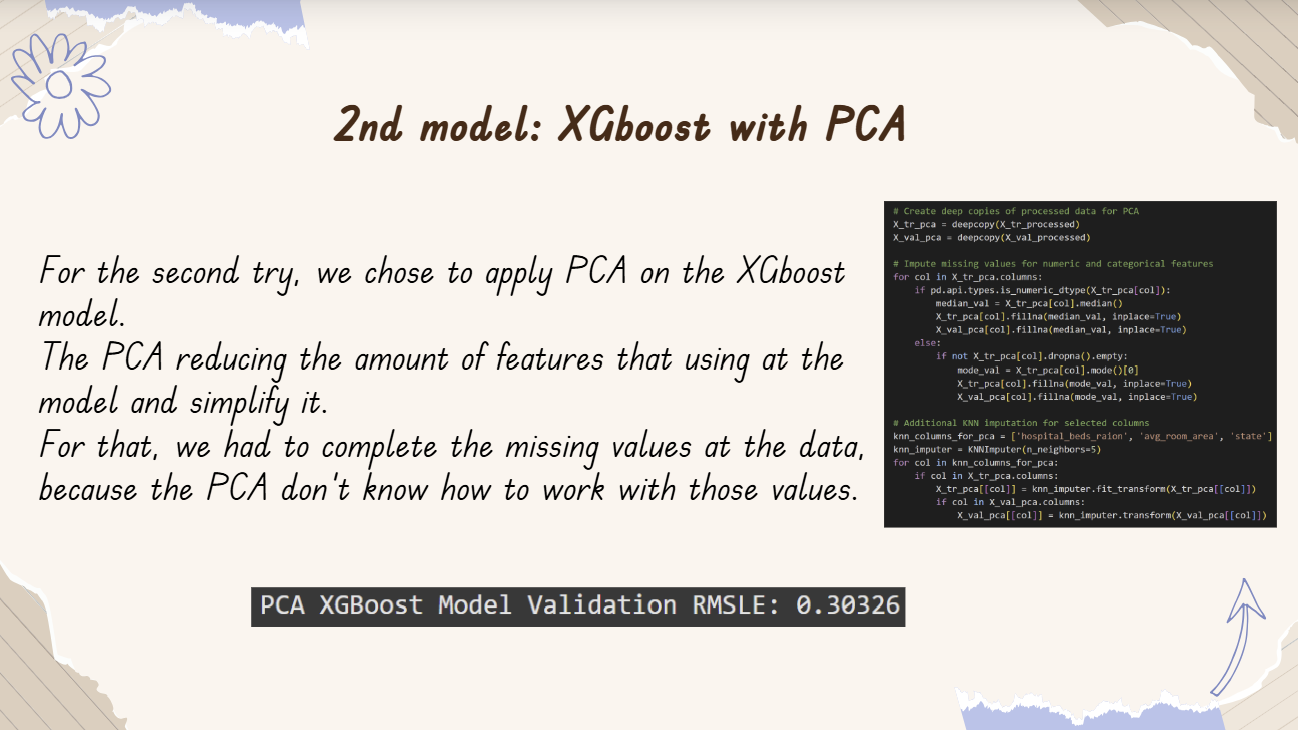 2nd model: XGboost with PCA
For the second try, we chose to apply PCA on the XGboost
model.
The PCA reducing the amount of features that using at the
model and simplify it.
For that, we had to complete the missing values at the data,
because the PCA don't know how to work with those values.
# Create deep copies of processed data for PCA
X_tr_pca = deepcopy(X_tr_processed)
X_val_pca = deepcopy(X_val_processed)
# Impute missing values for numeric and categorical features
for col in X_tr_pca.columns:
    if pd.api.types.is_numeric_dtype(X_tr_pca[col]):
        median_val = X_tr_pca[col].median()
        X_tr_pca[col].fillna(median_val, inplace=True)
        X_val_pca[col].fillna(median_val, inplace=True)
    else:
        if not X_tr_pca[col].dropna().empty:
            mode_val = X_tr_pca[col].mode()[0]
            X_tr_pca[col].fillna(mode_val, inplace=True)
            X_val_pca[col].fillna(mode_val, inplace=True)
# Additional KNN imputation for selected columns
knn_columns_for_pca = ['hospital_beds_raion', 'avg_room_area', 'state']
knn_imputer = KNNImputer(n_neighbors=5)
for col in knn_columns_for_pca:
    if col in X_tr_pca.columns:
        X_tr_pca[[col]] = knn_imputer.fit_transform(X_tr_pca[[col]])
        if col in X_val_pca.columns:
            X_val_pca[[col]] = knn_imputer.transform(X_val_pca[[col]])
PCA XGBoost Model Validation RMSLE: 0.30326